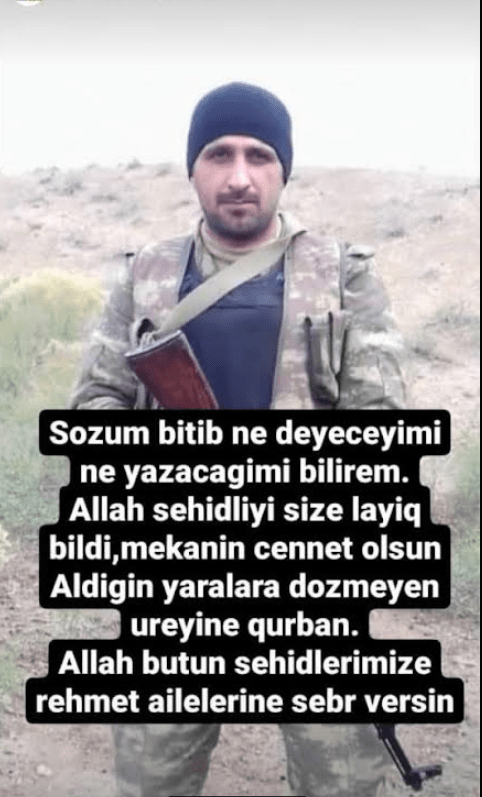 Sozum bitib ne deyeceyimi
ne yazacagimi bilirem.
Allah sehidliyi size layiq
bildi,mekanin cennet olsun
Aldigin yaralara dozmeyen
ureyine qurban.
Allah butun sehidlerimize
rehmet ailelerine sebr versin